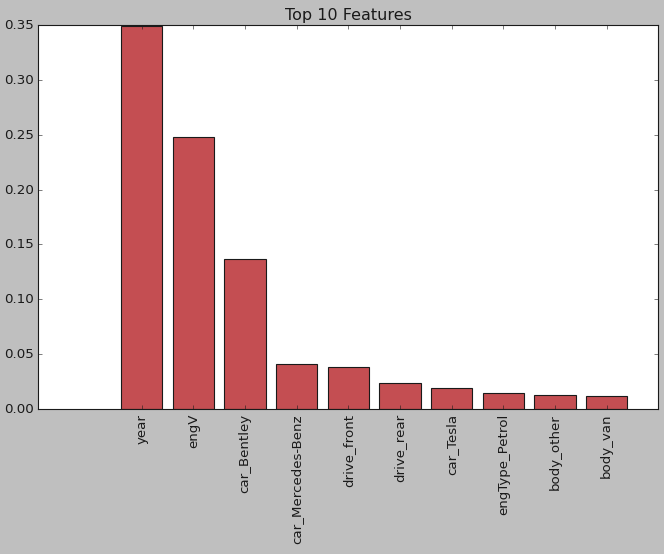 Top 10 Features
0.35
0.30
0.25
0.20
0.15
0.10
0.05
0.00
year
engV
car_Bentley
car_Mercedes-Benz
drive_front
drive_rear
car_Tesla
engType_Petrol
body_other
body_van